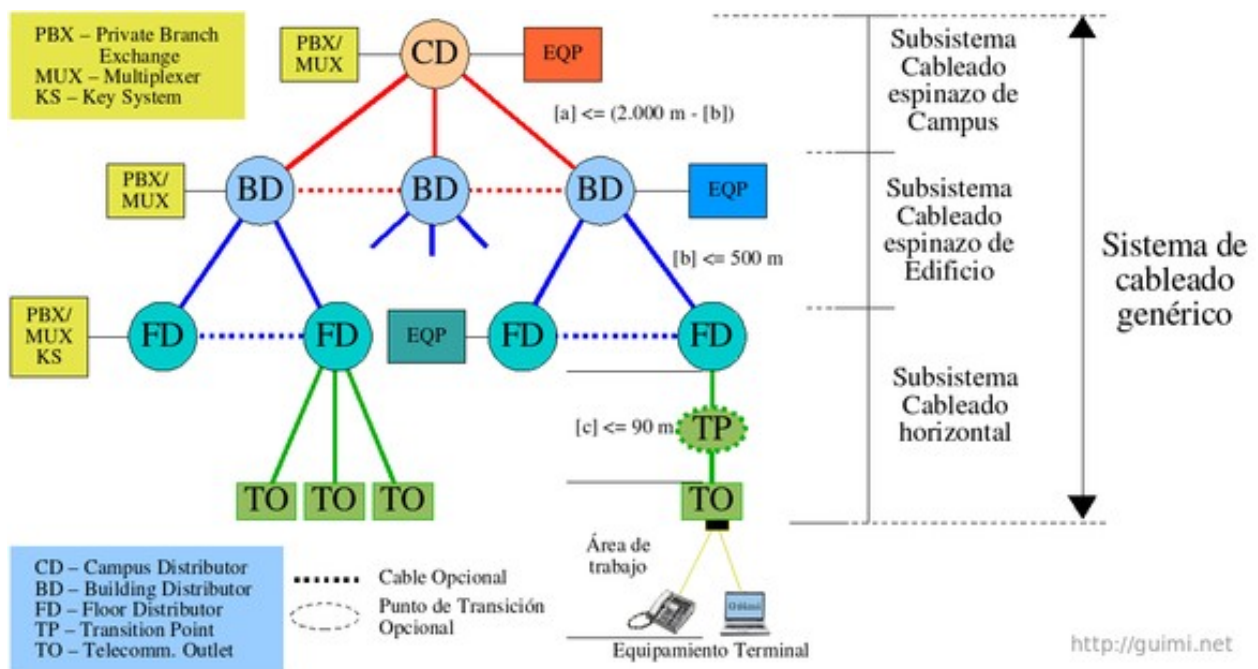 PBX – Private Branch
Exchange
MUX – Multiplexer
KS – Key System
PBX/
MUX
CD
EQP
[a] <= (2.000 m - [b])
Subsistema
Cableado
espinazo de
Campus
PBX/
MUX
BD
BD
BD
EQP
Subsistema
Cableado
espinazo de
Edificio
[b] <= 500 m
Sistema de
cableado
genérico
PBX/
MUX
KS
FD
FD
EQP
FD
FD
Subsistema
Cableado
horizontal
[c] <= 90 m
TP
TO
TO
TO
TO
CD – Campus Distributor
BD – Building Distributor
FD – Floor Distributor
TP – Transition Point
TO – Telecomm. Outlet
Cable Opcional
Punto de Transición
Opcional
Área de
trabajo
Equipamiento Terminal
http://guimi.net